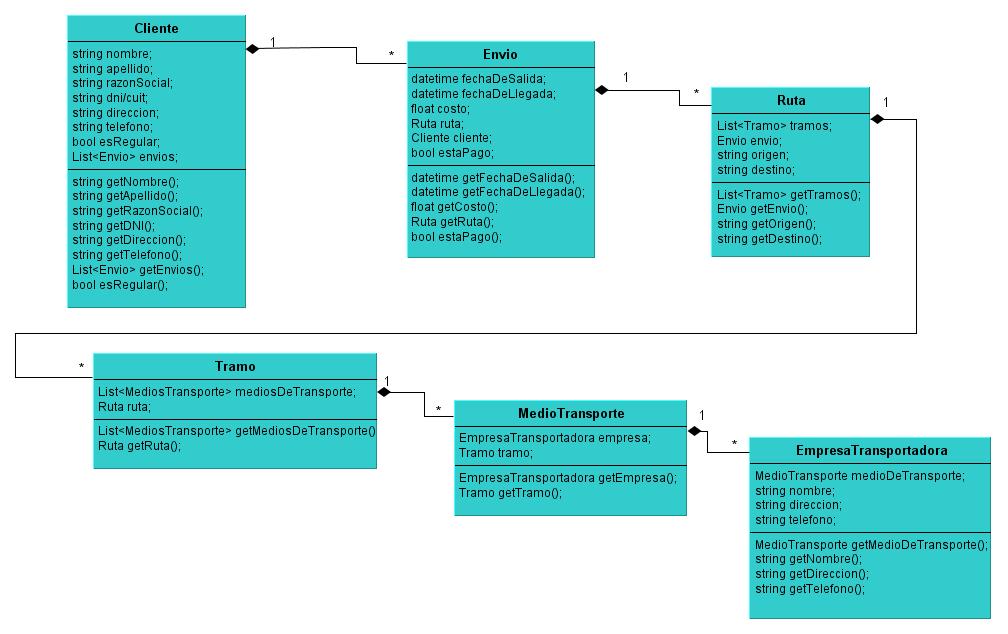 Cliente
string nombre;
string apellido;
string razonSocial;
string dni/cuit;
string direccion;
string telefono;
bool esRegular;
List<Envio> envios;
string getNombre();
string getApellido();
string getRazonSocial();
string getDNI();
string getDireccion();
string getTelefono();
List<Envio> getEnvios();
bool esRegular();
1
*
Envio
datetime fechaDeSalida;
datetime fechaDeLlegada;
float costo;
Ruta ruta;
Cliente cliente;
bool estaPago;
datetime getFechaDeSalida();
datetime getFechaDeLlegada();
float getCosto();
Ruta getRuta();
bool estaPago();
1
*
Ruta
List<Tramo> tramos;
Envio envio;
string origen;
string destino;
List<Tramo> getTramos();
Envio getEnvio();
string getOrigen();
string getDestino();
1
*
Tramo
List<MediosTransporte> mediosDeTransporte;
Ruta ruta;
List<MediosTransporte> getMediosDeTransporte()
Ruta getRuta();
1
*
MedioTransporte
EmpresaTransportadora empresa;
Tramo tramo;
EmpresaTransportadora getEmpresa();
Tramo getTramo();
1
*
EmpresaTransportadora
MedioTransporte medioDeTransporte;
string nombre;
string direccion;
string telefono;
MedioTransporte getMedioDeTransporte();
string getNombre();
string getDireccion();
string getTelefono();